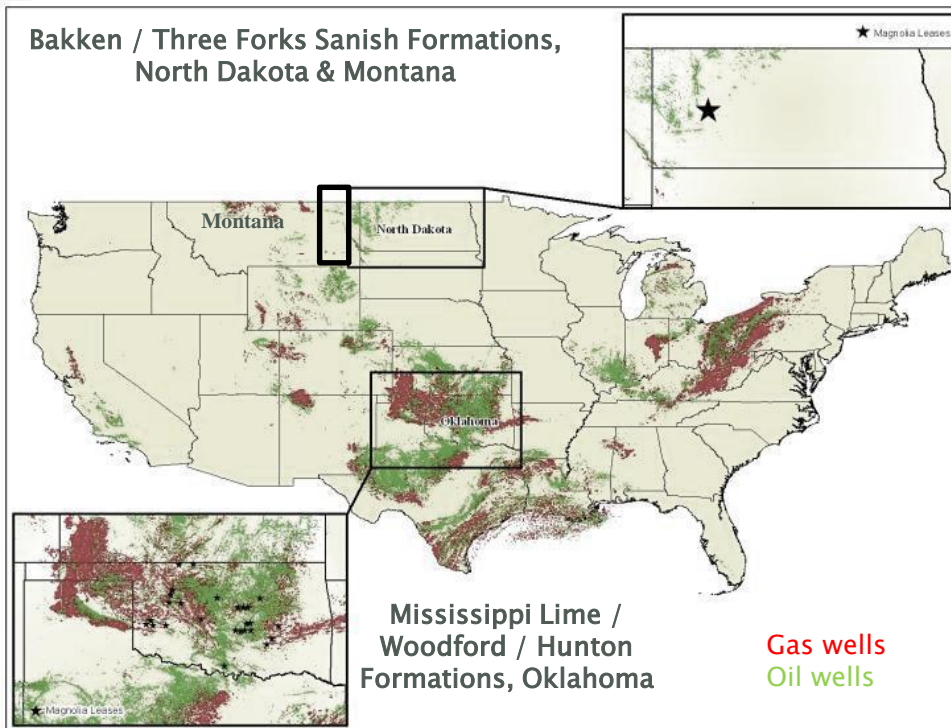 Bakken / Three Forks Sanish Formations,
North Dakota & Montana
Magnolia Leases
Montana
North Dakota
Oklahoma
Magnolia Leases
Mississippi Lime /
Woodford / Hunton
Formations, Oklahoma
Gas wells
Oil wells